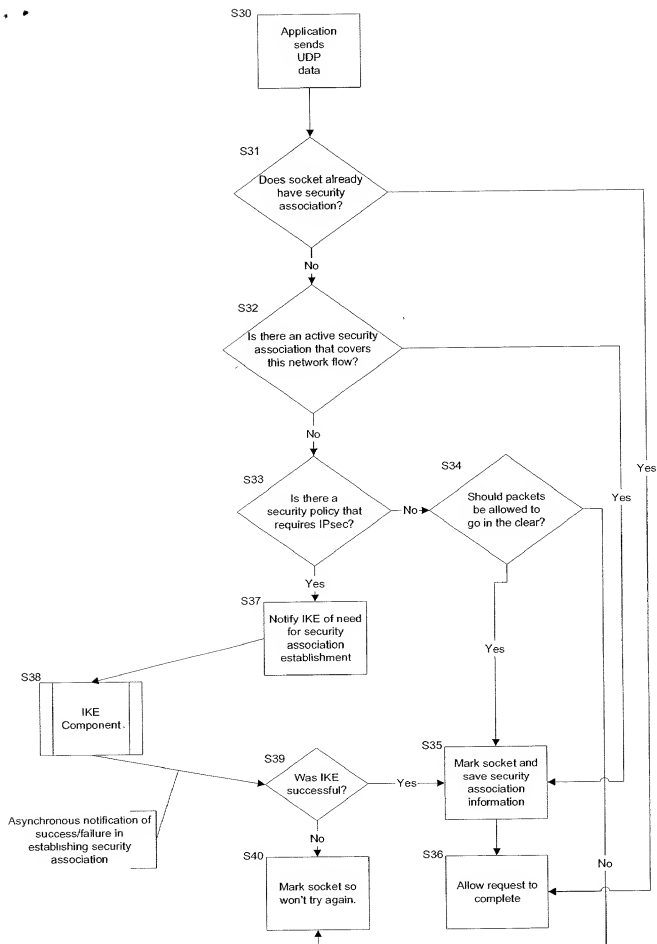 S30
Application
sends
UDP
data
S31
Does socket already
have security
association?
No
S32
Is there an active security
association that covers
this network flow?
No
S33
Is there a
security policy that
requires IPsec?
No
S34
Should packets
be allowed to
go in the clear?
Yes
Yes
Yes
S37
Notify IKE of need
for security
association
establishment
Yes
S38
IKE
Component.
S39
Was IKE
successful?
Yes
S35
Mark socket and
save security
association
information
Asynchronous notification of
success/failure in
establishing security
association
No
S40
Mark socket so
won't try again.
S36
Allow request to
complete
No